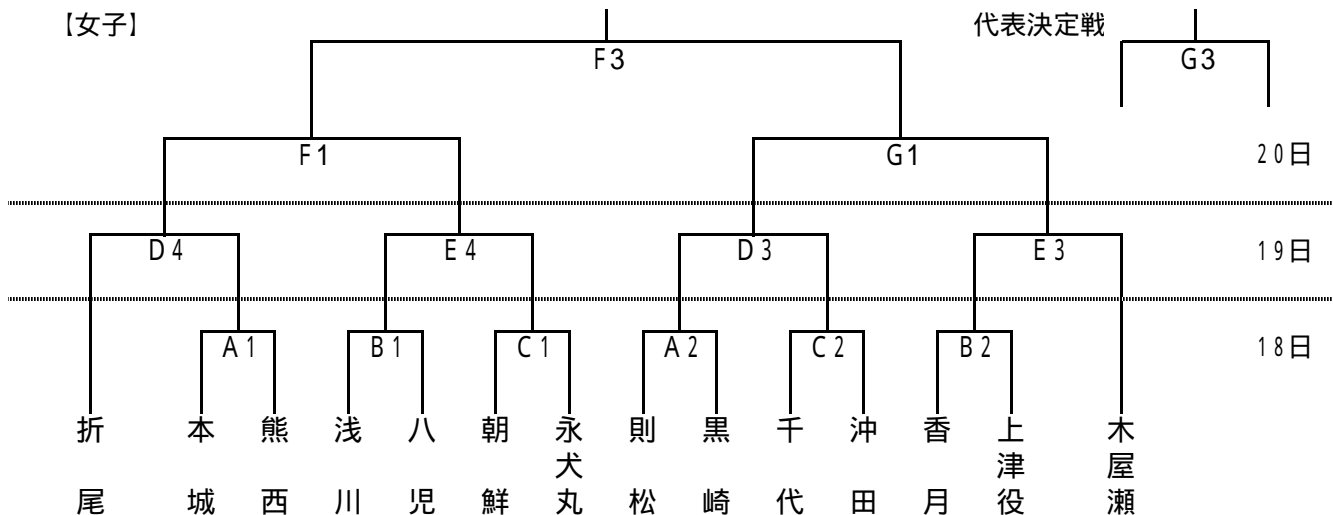 【女子】
代表決定戦
F3
G3
F1
G1
20日
D4
E4
D3
E3
19日
A1
B1
C1
A2
C2
B2
18日
折尾
本城
熊西
浅川
八児
朝鮮
永犬丸
則松
黒崎
千代
沖田
香月
上津役
木屋瀬